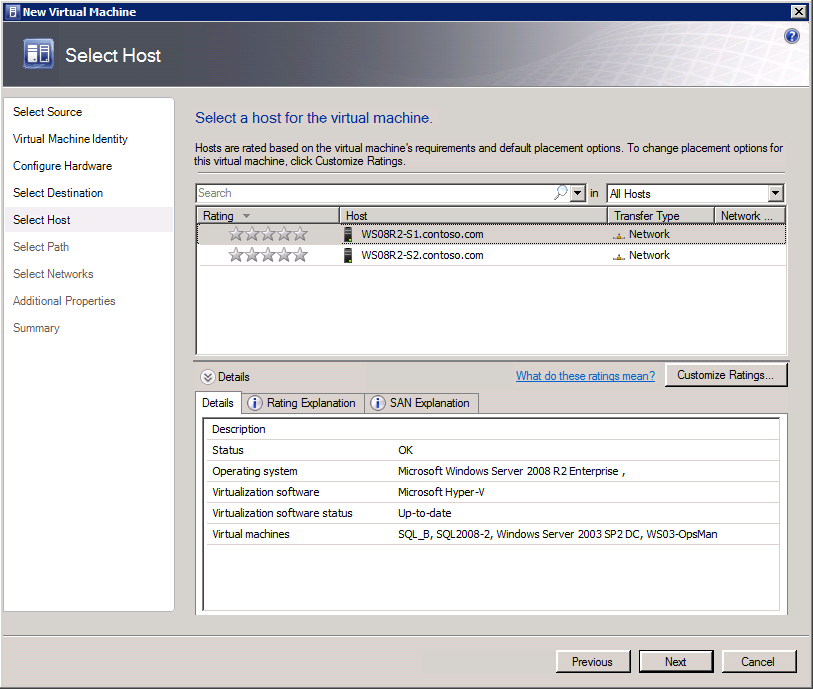 New Virtual Machine
Select Host
Select Source
Virtual Machine Identity
Configure Hardware
Select Destination
Select Host
Select Path
Select Networks
Additional Properties
Summary
Select a host for the virtual machine.
Hosts are rated based on the virtual machine's requirements and default placement options. To change placement options for
this virtual machine, click Customize Ratings.
Search in All Hosts
Rating Host Transfer Type Network ...
WS08R2-S1.contoso.com Network
WS08R2-S2.contoso.com Network
Details What do these ratings mean? Customize Ratings...
Details Rating Explanation SAN Explanation
Description
Status OK
Operating system Microsoft Windows Server 2008 R2 Enterprise ,
Virtualization software Microsoft Hyper-V
Virtualization software status Up-to-date
Virtual machines SQL_B, SQL2008-2, Windows Server 2003 SP2 DC, WS03-OpsMan
Previous Next Cancel